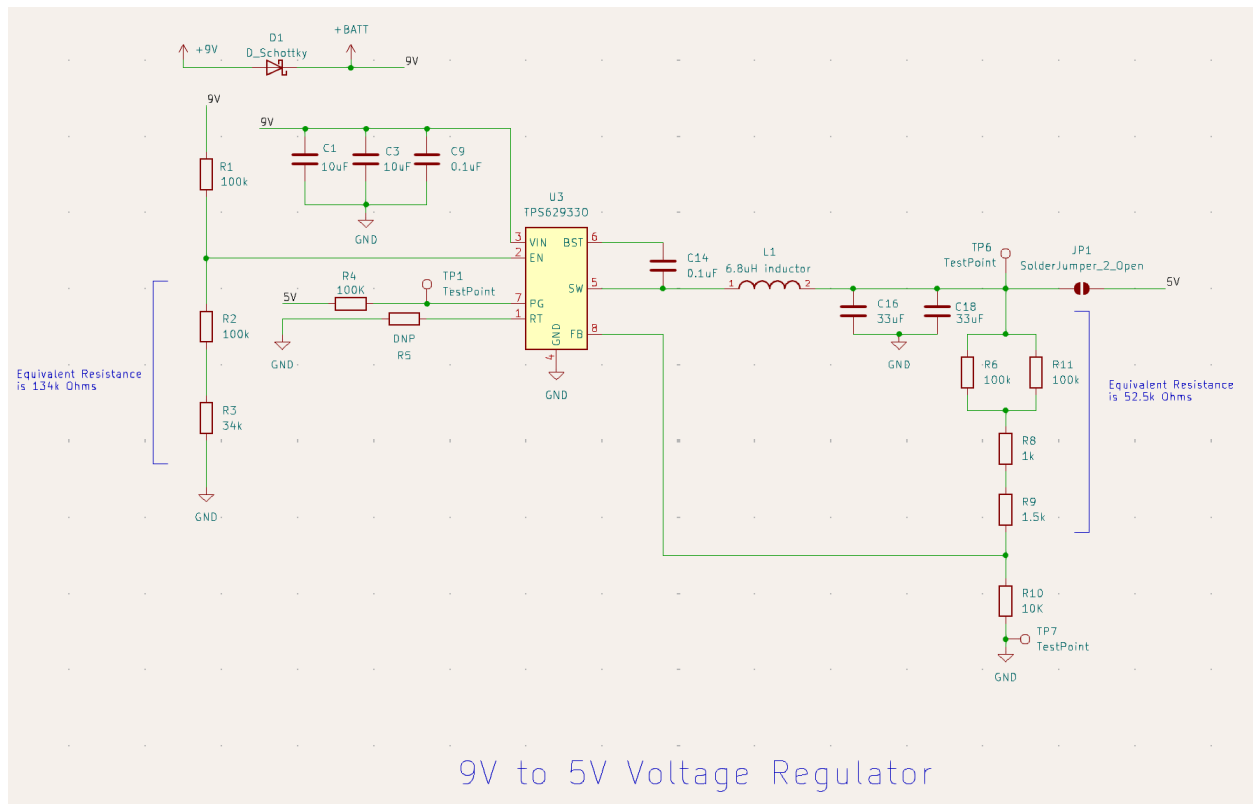 D1
D_Schottky
+BATT
+9V
9V
9V
9V
R1
100k
C1
10uF
C3
10uF
C9
0.1uF
GND
U3
TPS629330
3
VIN
BST
6
2
EN
SW
5
7
PG
1
RT
GND
FB
8
4
GND
C14
0.1uF
L1
6.8uH inductor
1
2
TP6
TestPoint
JP1
SolderJumper_2_Open
5V
R4
100K
TP1
TestPoint
5V
GND
DNP
R5
C16
33uF
C18
33uF
GND
R2
100k
R3
34k
GND
Equivalent Resistance
is 134k Ohms
R6
100k
R11
100k
Equivalent Resistance
is 52.5k Ohms
R8
1k
R9
1.5k
R10
10K
TP7
TestPoint
GND
9V to 5V Voltage Regulator